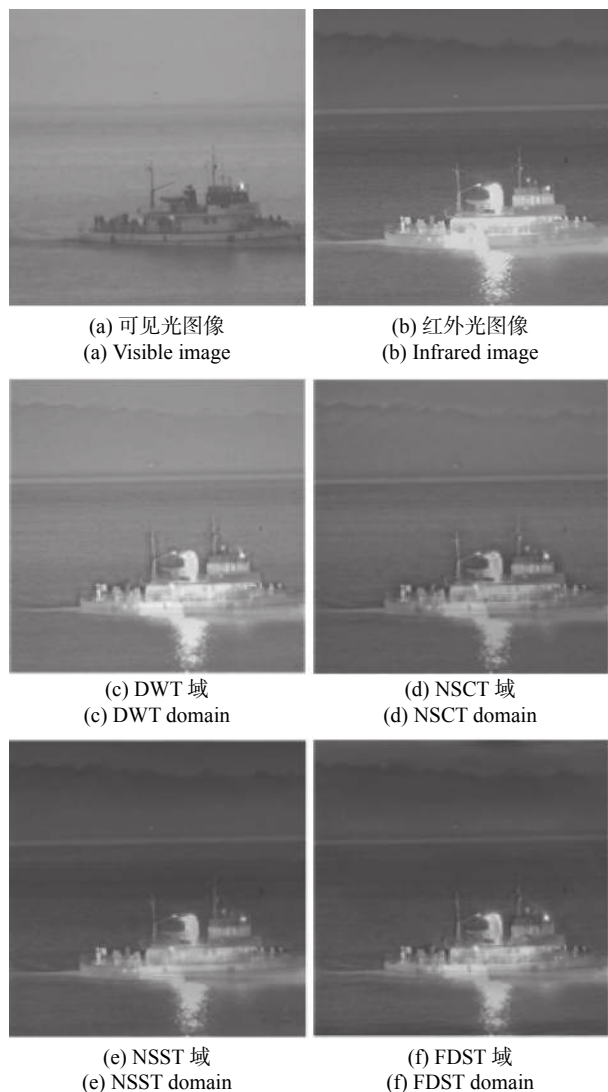 (a) 可见光图像
(a) Visible image
(b) 红外光图像
(b) Infrared image
(c) DWT 域
(c) DWT domain
(d) NSCT 域
(d) NSCT domain
(e) NSST 域
(e) NSST domain
(f) FDST 域
(f) FDST domain